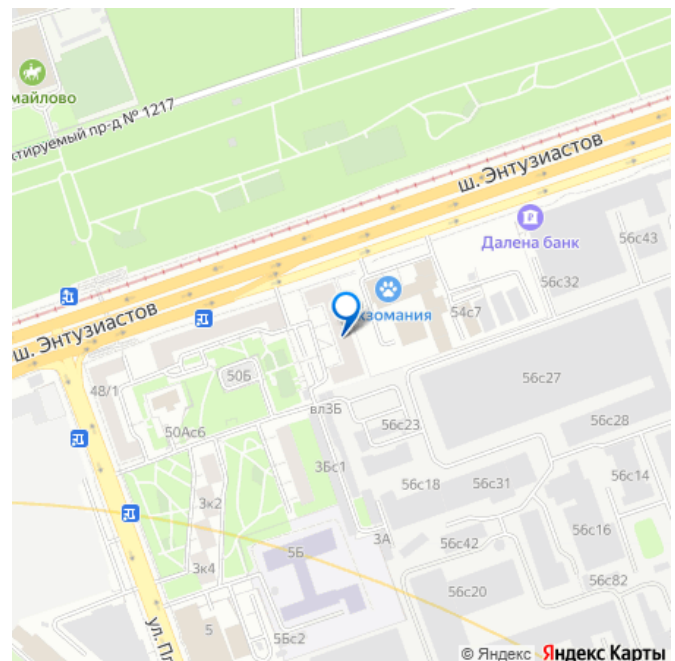 майлово
ктируемый пр-д № 1217
ш. Энтузиастов
Далена банк
56с43
56с32
кзомания
54с7
ш. Энтузиастов
48/1
50Б
56с27
вл3Б
50Ас6
56с23
56с28
3Бс1
56с18
56с31
56с14
3к2
3А
56с16
5Б
56с42
3к4
56с82
56с20
ул. Пл
5
5Бс2
© Яндекс Яндекс Карты